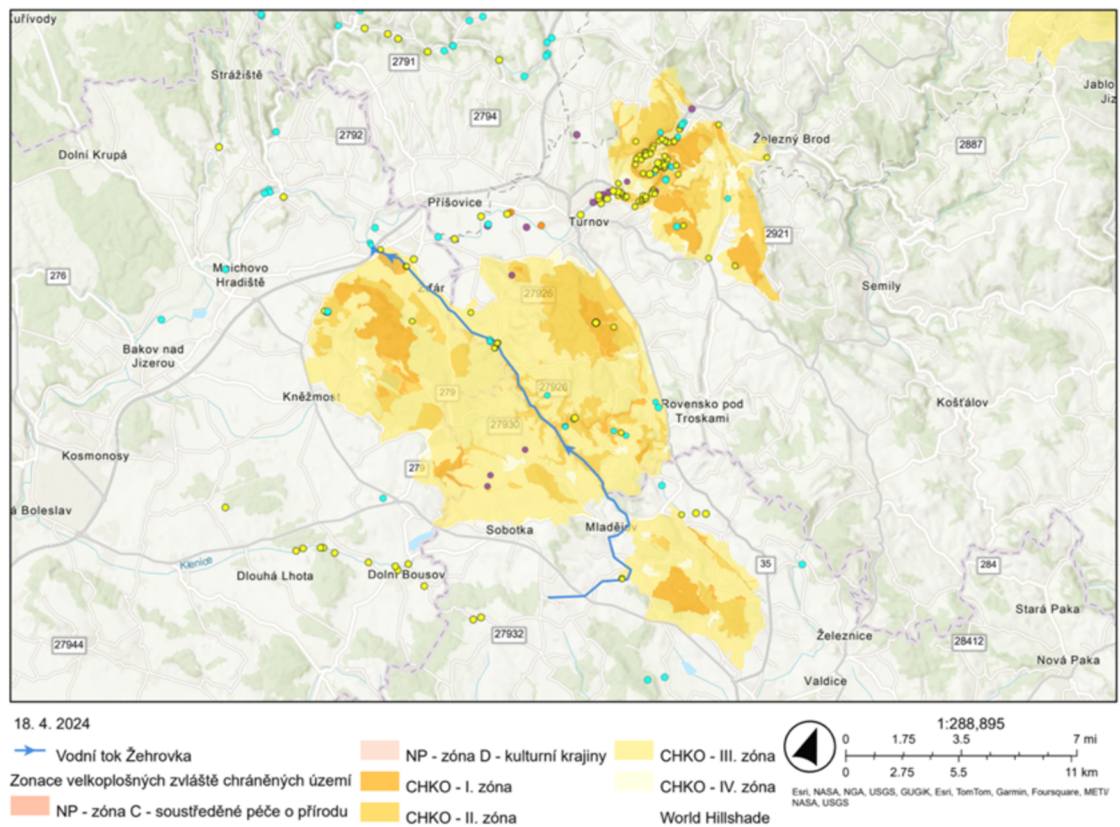 Kuřívody
Strážiště
2791
2794
2792
Jablo
Jiz
Železný Brod
2887
Dolní Krupá
Příšovice
Turnov
2921
276
Mnichovo
Hradiště
Žďár
27926
Semily
Bakov nad
Jizerou
Kněžmost
279
27926
27930
Rovensko pod
Troskami
Košťálov
Kosmonosy
279
á Boleslav
Sobotka
Mladějov
Klenice
Dlouhá Lhota
Dolní Bousov
35
284
Stará Paka
27944
27932
Železnice
28412
Nová Paka
Valdice
18. 4. 2024
Vodní tok Žehrovka
Zonace velkoplošných zvláště chráněných území
NP - zóna C - soustředěné péče o přírodu
NP - zóna D - kulturní krajiny
CHKO - I. zóna
CHKO - II. zóna
CHKO - III. zóna
CHKO - IV. zóna
World Hillshade
1:288,895
0 1.75 3.5 7 mi
0 2.75 5.5 11 km
Esri, NASA, NGA, USGS, GUGiK, Esri, TomTom, Garmin, Foursquare, METI/
NASA, USGS